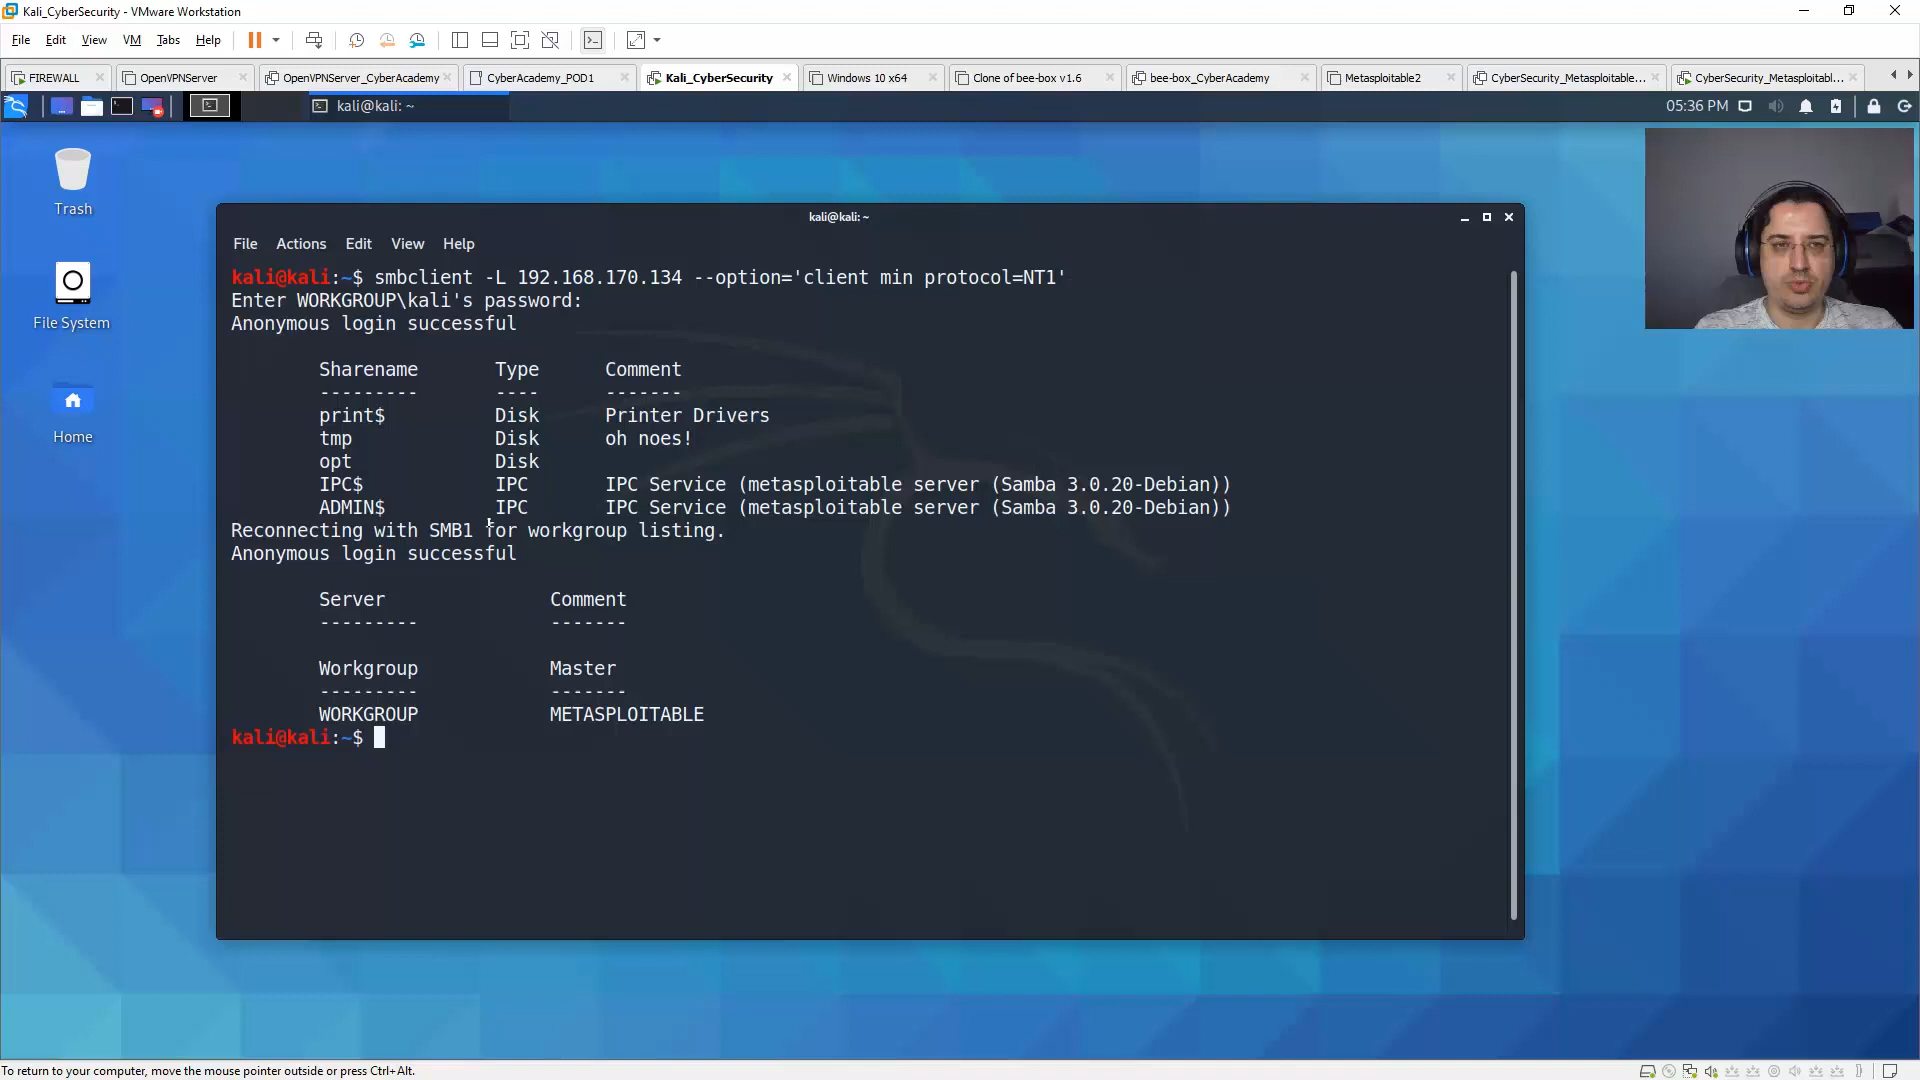 Kali_CyberSecurity - VMware Workstation
File Edit View VM Tabs Help
FIREWALL OpenVPNServer OpenVPNServer_CyberAcademy CyberAcademy_POD1 Kali_CyberSecurity Windows 10 x64 Clone of bee-box v1.6 bee-box_CyberAcademy Metasploitable2 CyberSecurity_Metasploitable... CyberSecurity_Metasploitabl...
kali@kali: ~ 05:36 PM
Trash
File System
Home
kali@kali: ~
File Actions Edit View Help
kali@kali:~$ smbclient -L 192.168.170.134 --option='client min protocol=NT1'
Enter WORKGROUP\kali's password:
Anonymous login successful
Sharename Type Comment
--------- ---- -------
print$ Disk Printer Drivers
tmp Disk oh noes!
opt Disk
IPC$ IPC IPC Service (metasploitable server (Samba 3.0.20-Debian))
ADMIN$ IPC IPC Service (metasploitable server (Samba 3.0.20-Debian))
Reconnecting with SMB1 for workgroup listing.
Anonymous login successful
Server Comment
--------- -------
Workgroup Master
--------- -------
WORKGROUP METASPLOITABLE
kali@kali:~$
To return to your computer, move the mouse pointer outside or press Ctrl+Alt.